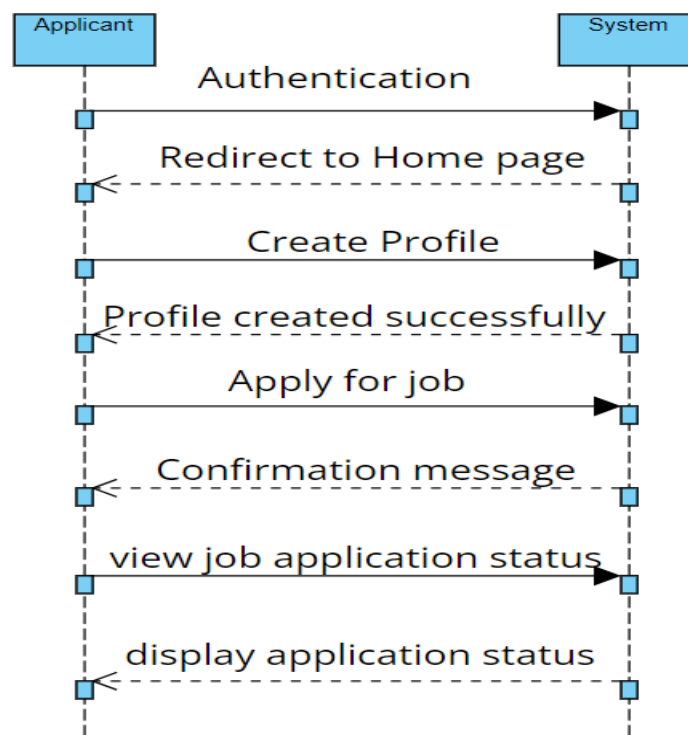 Applicant
System
Authentication
Redirect to Home page
Create Profile
Profile created successfully
Apply for job
Confirmation message
view job application status
display application status